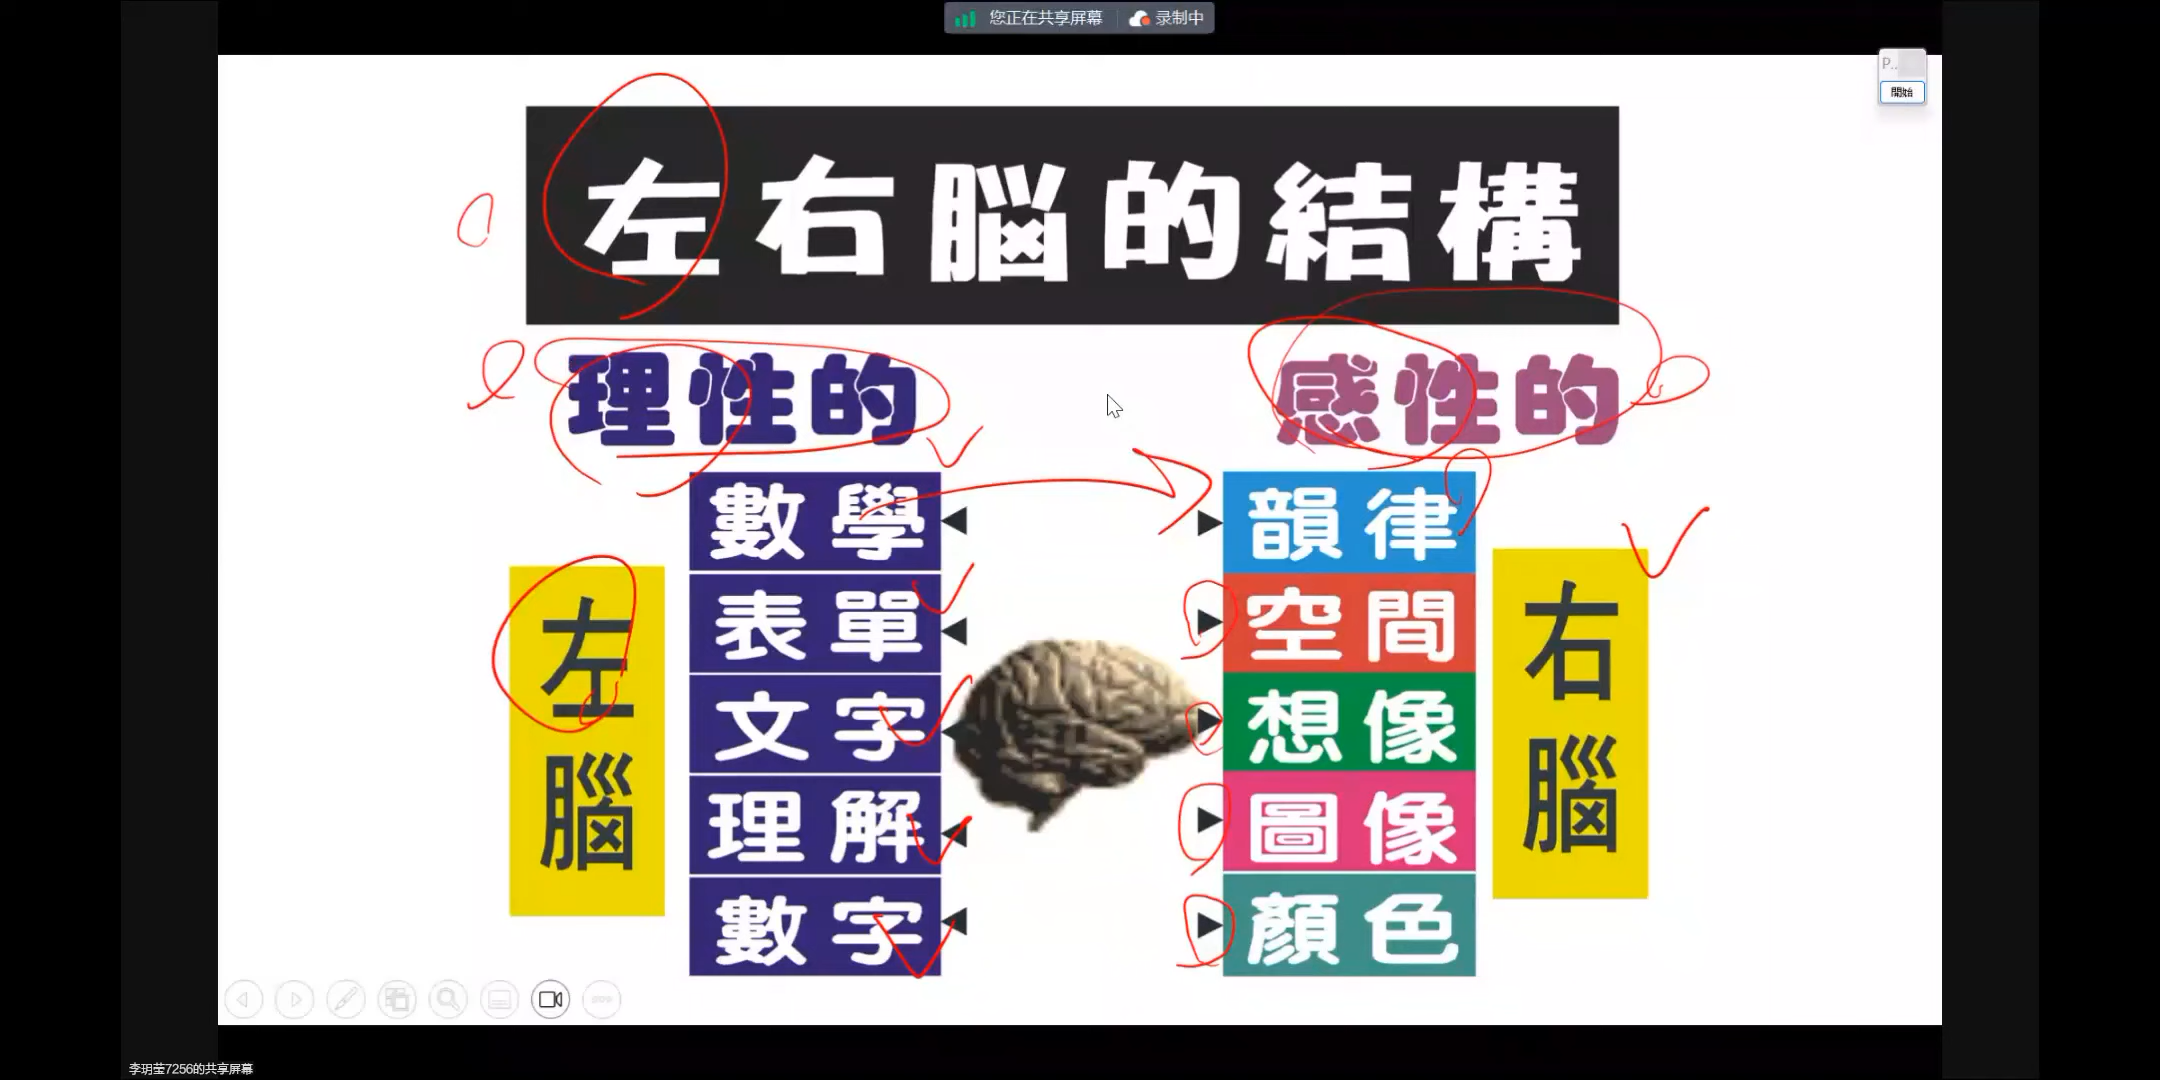 您正在共享屏幕 录制中
P..
開始
左右腦的結構
理性的
感性的
左腦
數學
表單
文字
理解
數字
韻律
空間
想像
圖像
顏色
右腦
李玥莹7256的共享屏幕